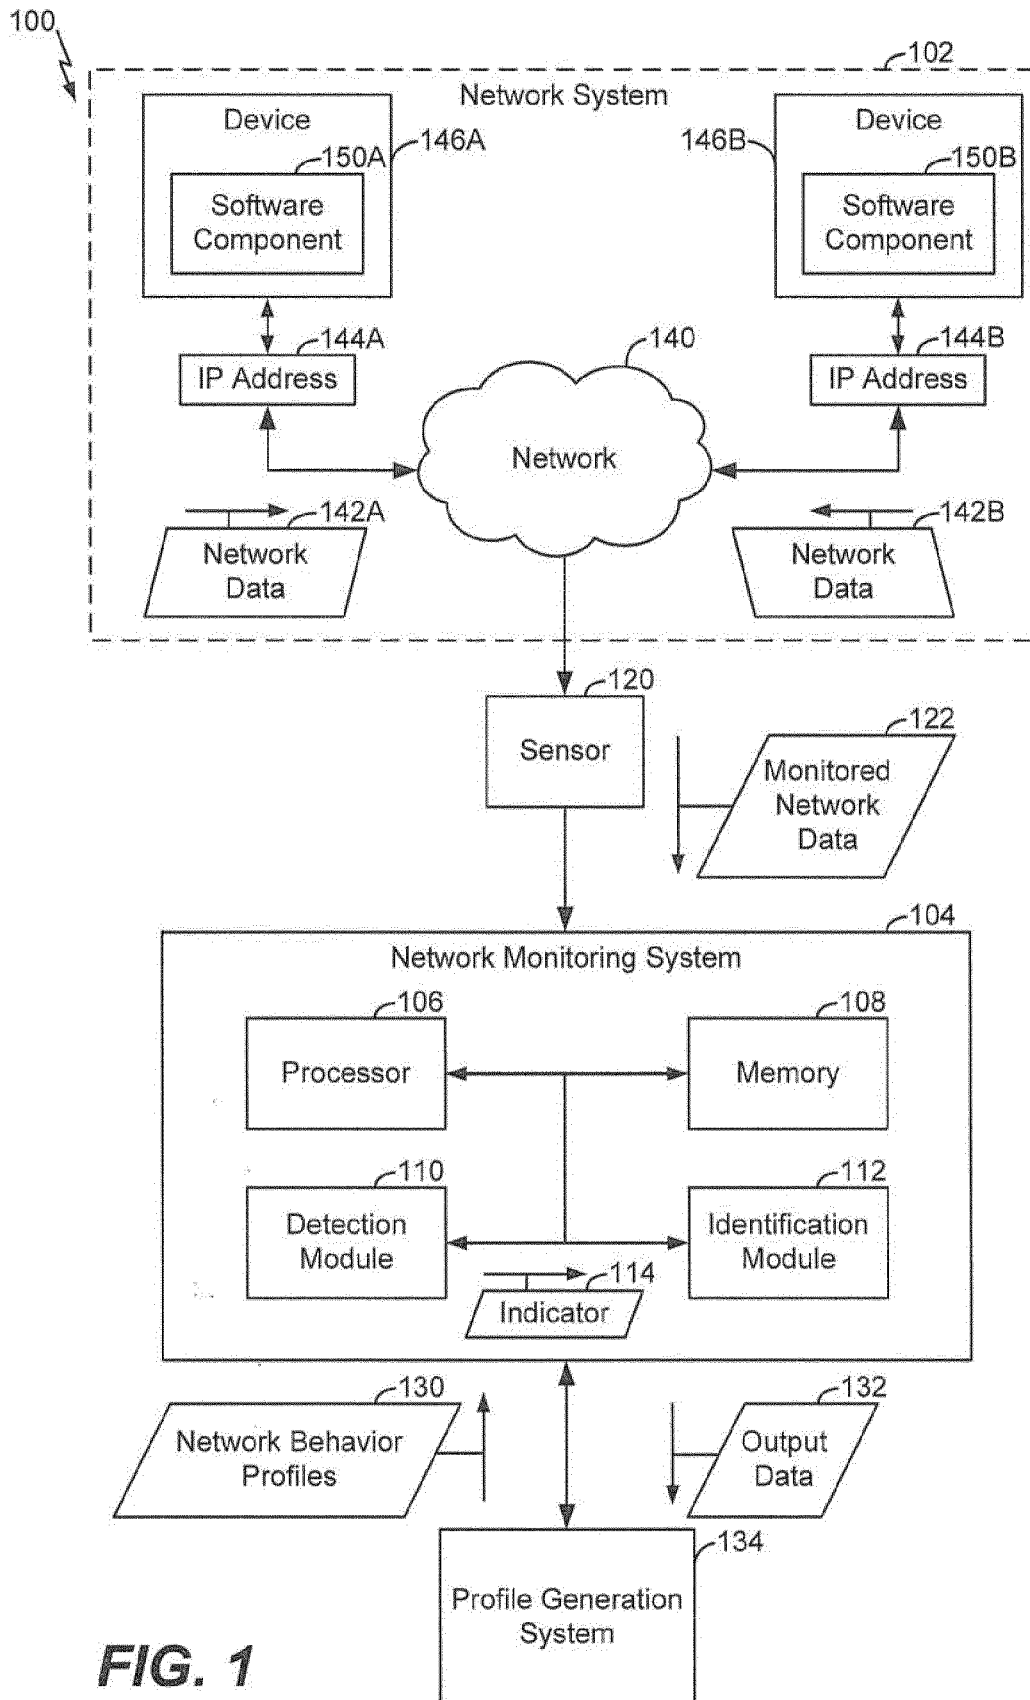 100
102
Network System
Device
146A
150A
Software
Component
146B
Device
150B
Software
Component
144A
IP Address
140
Network
144B
IP Address
142A
Network
Data
142B
Network
Data
120
Sensor
122
Monitored
Network
Data
104
Network Monitoring System
106
Processor
108
Memory
110
Detection
Module
112
Identification
Module
114
Indicator
130
Network Behavior
Profiles
132
Output
Data
134
Profile Generation
System
FIG. 1